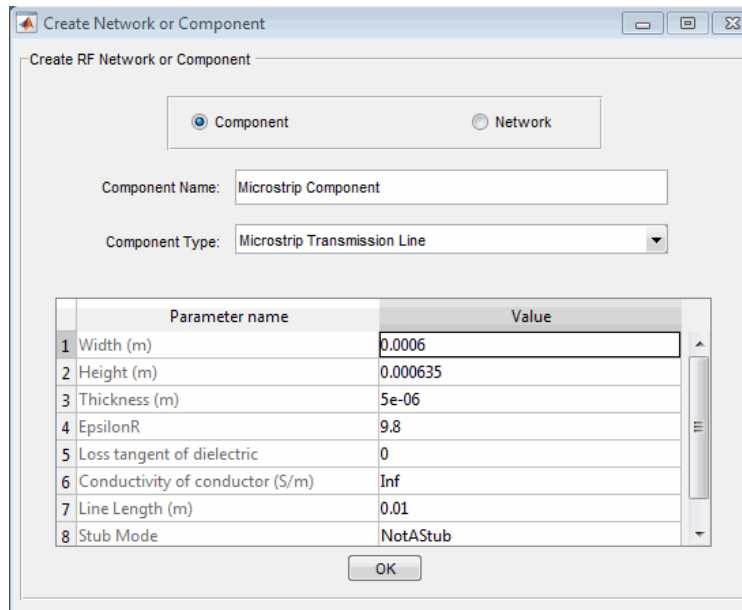 Create Network or Component
Create RF Network or Component
Component Network
Component Name: Microstrip Component
Component Type: Microstrip Transmission Line
Parameter name Value
1 Width (m) 0.0006
2 Height (m) 0.000635
3 Thickness (m) 5e-06
4 EpsilonR 9.8
5 Loss tangent of dielectric 0
6 Conductivity of conductor (S/m) Inf
7 Line Length (m) 0.01
8 Stub Mode NotAStub
OK